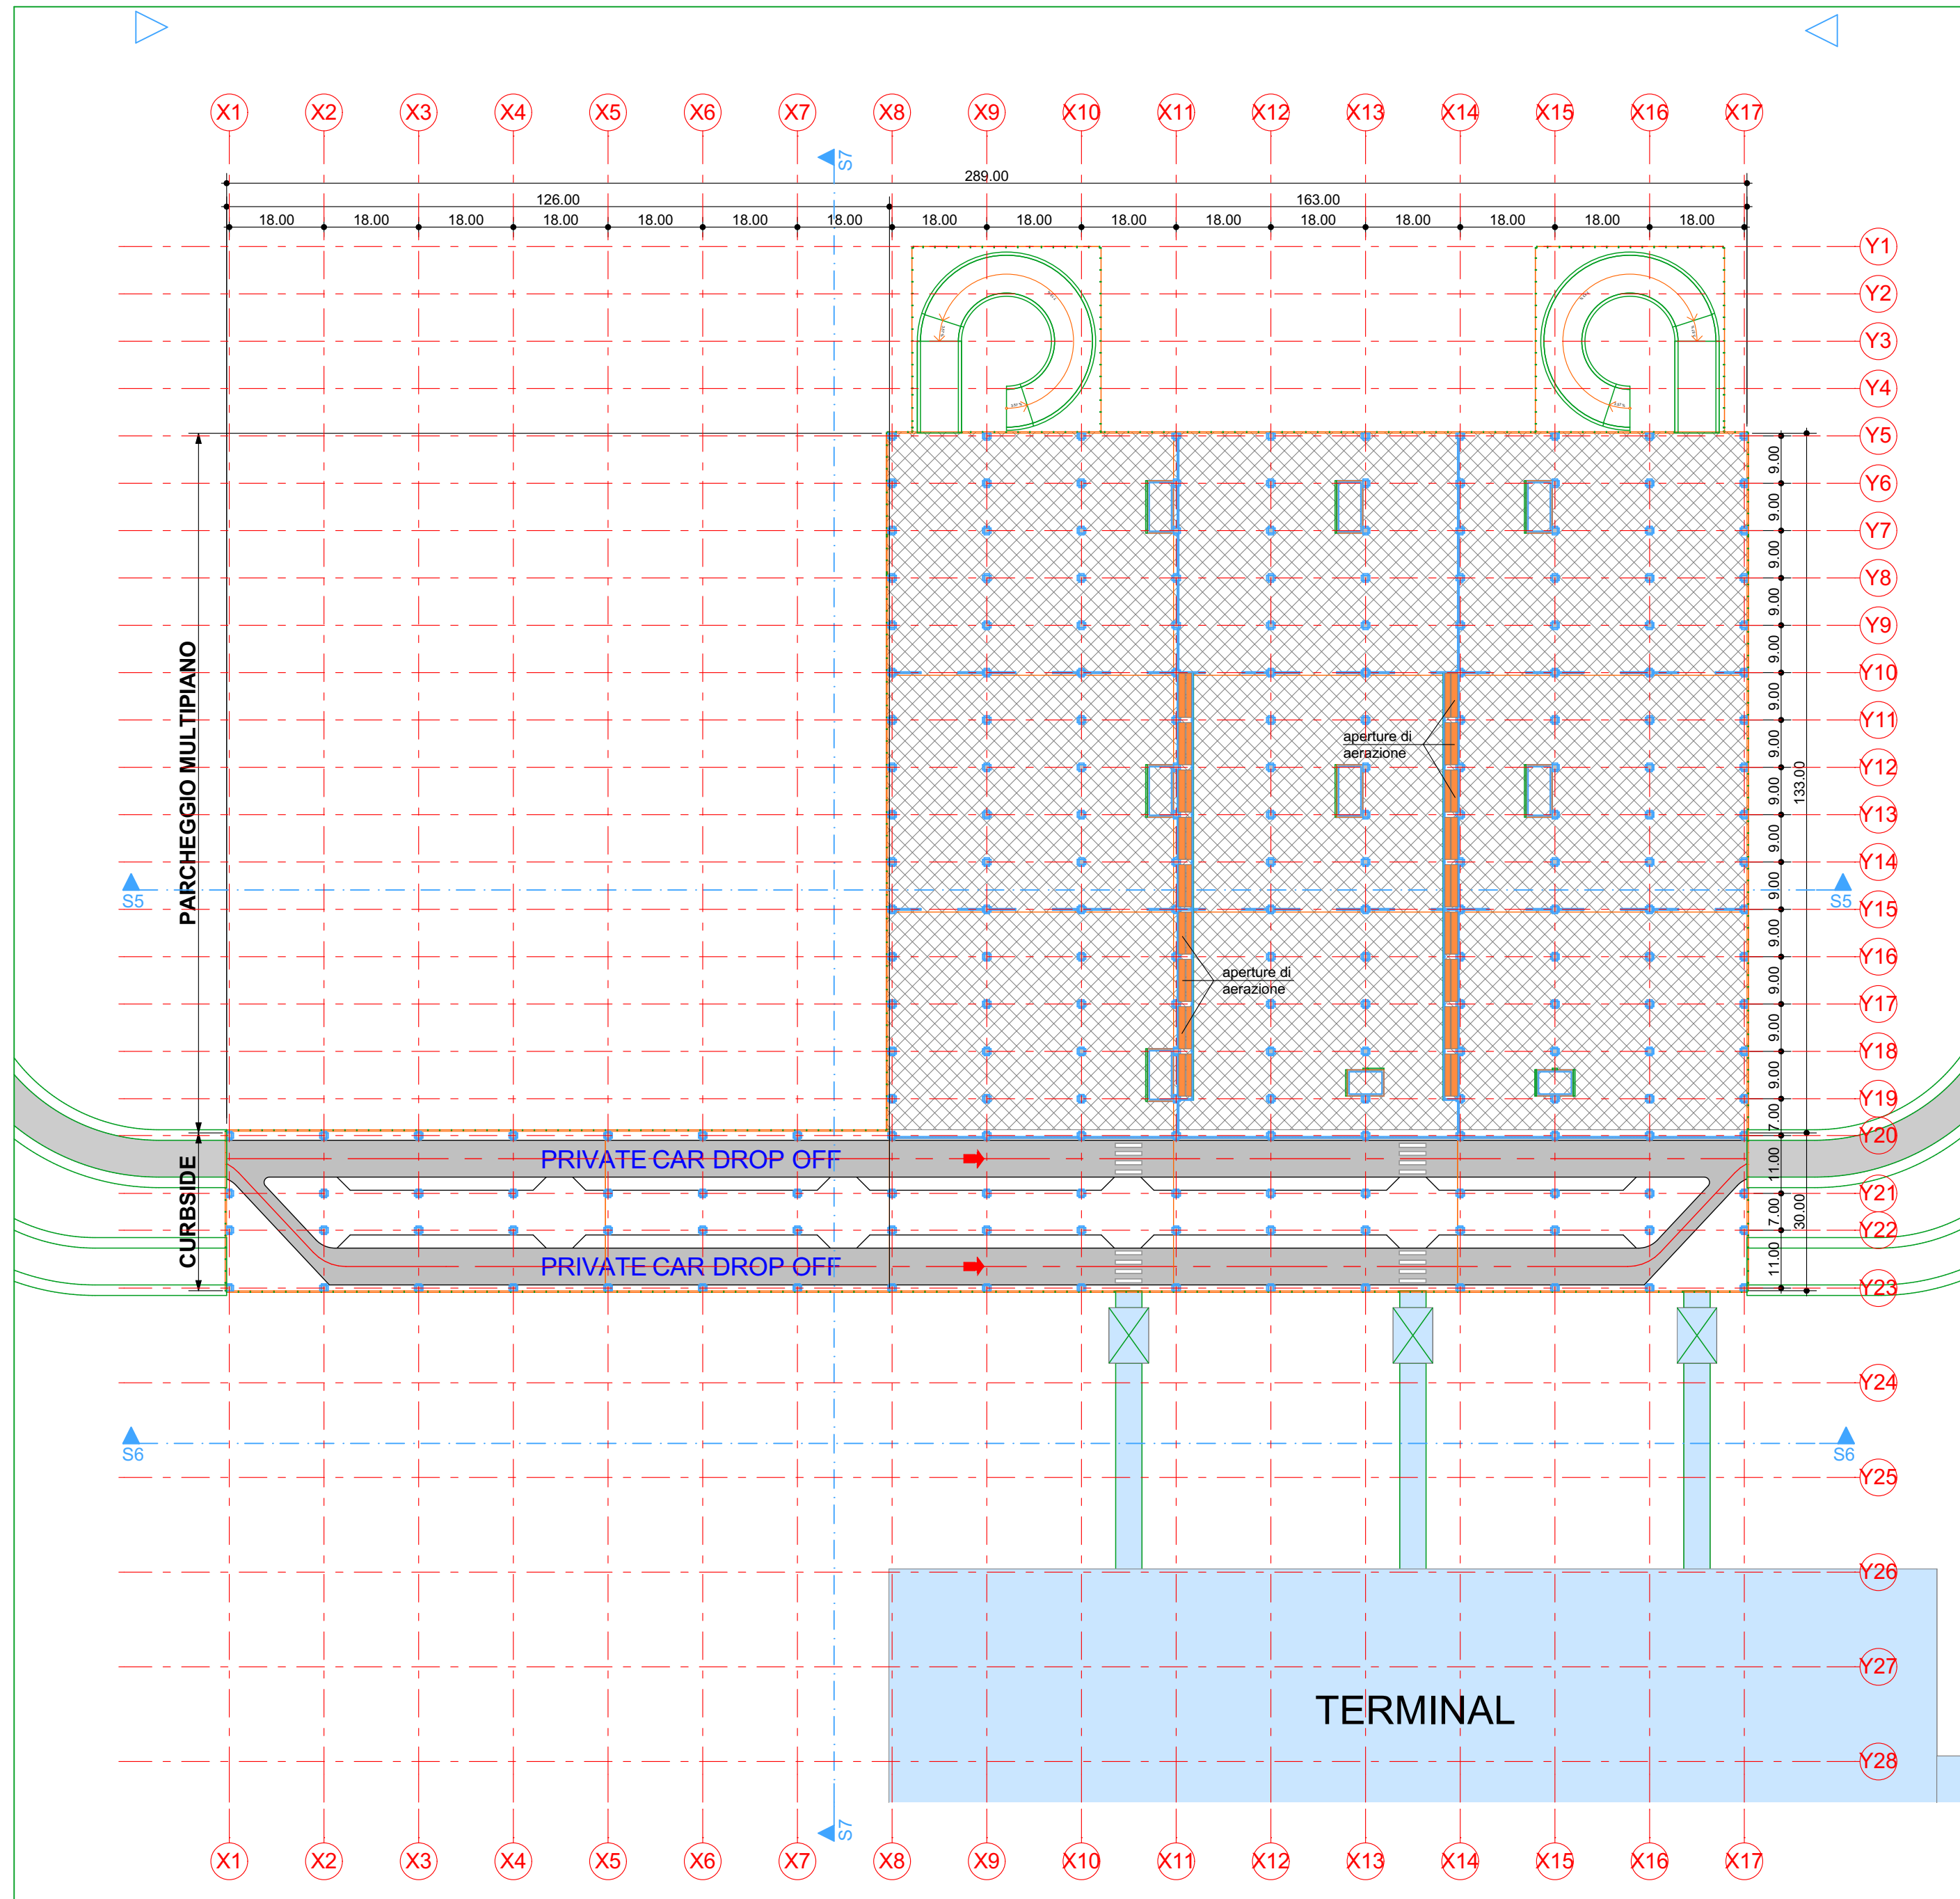 X1 X2 X3 X4 X5 X6 X7 X8 X9 X10 X11 X12 X13 X14 X15 X16 X17
S7
289.00
126.00 163.00
18.00 18.00 18.00 18.00 18.00 18.00 18.00 18.00 18.00 18.00 18.00 18.00 18.00 18.00 18.00 18.00
Y1
Y2
Y3
Y4
Y5
9.00
Y6
9.00
Y7
9.00
Y8
9.00
Y9
9.00
Y10
9.00
Y11
aperture di
aerazione
9.00
Y12
9.00
133.00
Y13
9.00
Y14
PARCHEGGIO MULTIPIANO
9.00
S5 S5
Y15
9.00
Y16
aperture di
aerazione
9.00
Y17
9.00
Y18
9.00
Y19
7.00
Y20
PRIVATE CAR DROP OFF
11.00
Y21
CURBSIDE
7.00
30.00
Y22
11.00
PRIVATE CAR DROP OFF
Y23
Y24
S6 S6
Y25
Y26
Y27
TERMINAL
Y28
S7
X1 X2 X3 X4 X5 X6 X7 X8 X9 X10 X11 X12 X13 X14 X15 X16 X17